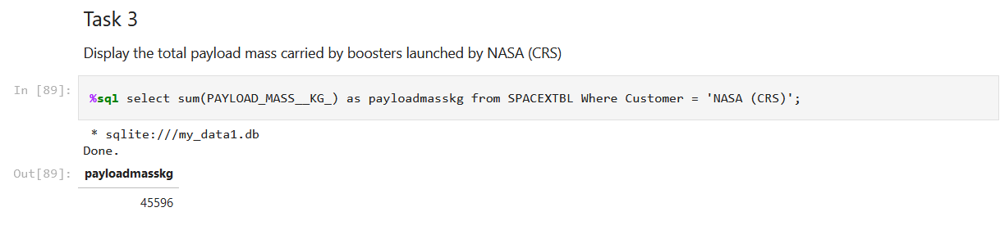 Task 3
Display the total payload mass carried by boosters launched by NASA (CRS)
In [89]: %sql select sum(PAYLOAD_MASS__KG_) as payloadmasskg from SPACEXTBL Where Customer = 'NASA (CRS)';
* sqlite:///my_data1.db
Done.
Out[89]: payloadmasskg
45596